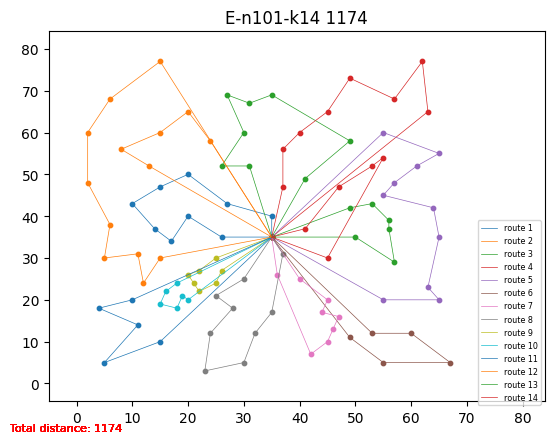 E-n101-k14 1174
80
70
60
50
40
30
20
10
0
route 1
route 2
route 3
route 4
route 5
route 6
route 7
route 8
route 9
route 10
route 11
route 12
route 13
route 14
0 10 20 30 40 50 60 70 80
Total distance: 1174